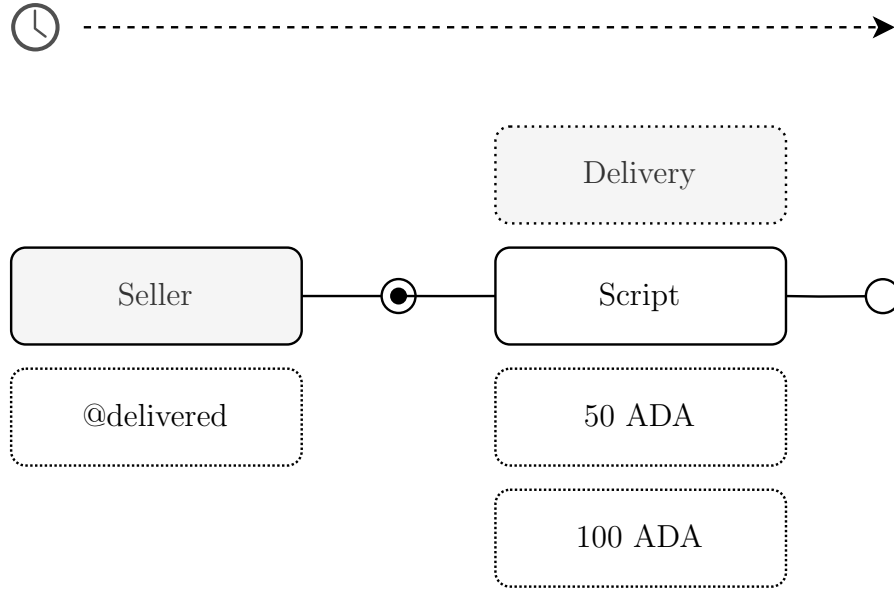 Delivery
Seller
Script
@delivered
50 ADA
100 ADA